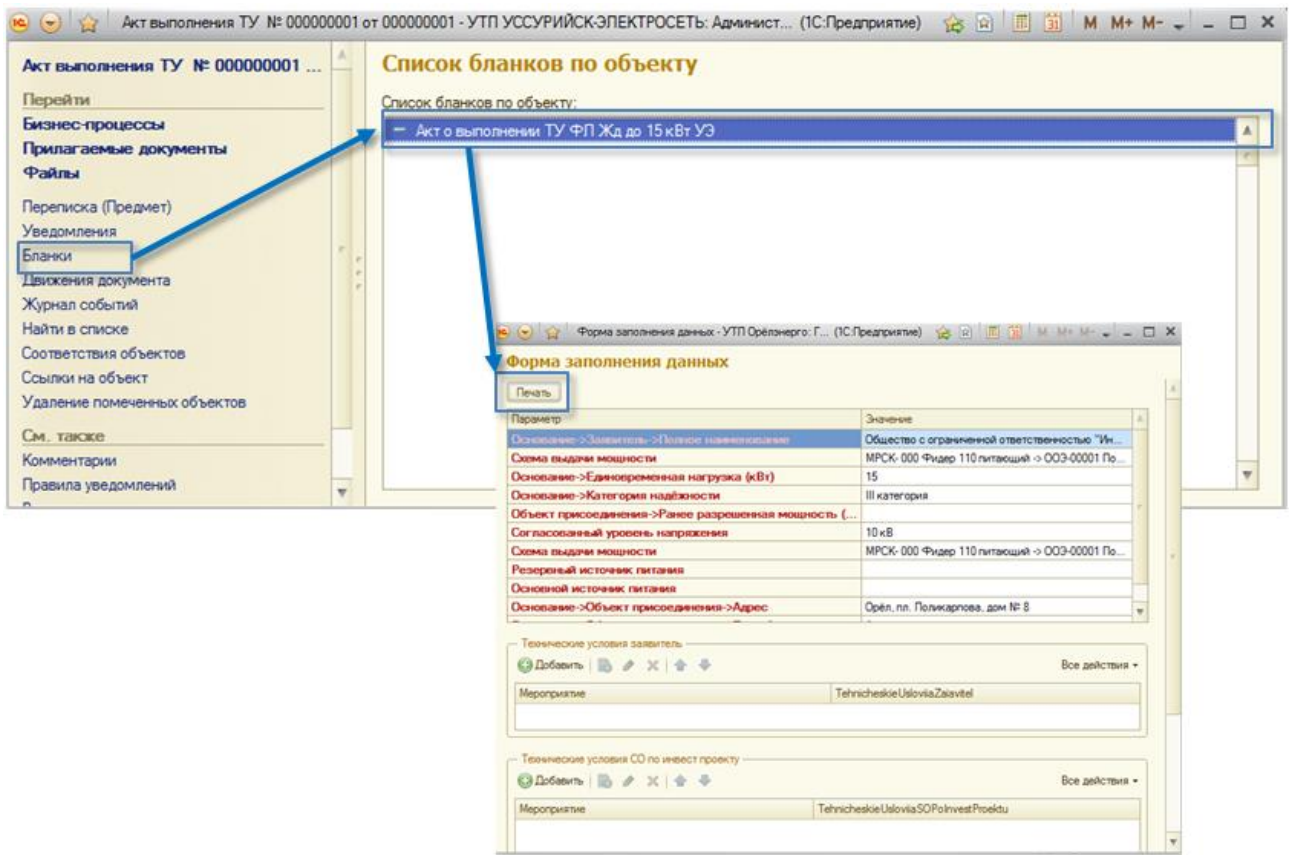 Акт выполнения ТУ № 000000001 от 000000001 - УТП УССУРИЙСК-ЭЛЕКТРОСЕТЬ: Админист... (1С:Предприятие) 31 M M+ M-
Акт выполнения ТУ № 000000001 ...
Перейти
Бизнес-процессы
Прилагаемые документы
Файлы
Переписка (Предмет)
Уведомления
Бланки
Движения документа
Журнал событий
Найти в списке
Соответствия объектов
Ссылки на объект
Удаление помеченных объектов
См. также
Комментарии
Правила уведомлений
Список бланков по объекту
Список бланков по объекту:
Акт о выполнении ТУ ФП Жд до 15 кВт УЭ
Форма заполнения данных - УТП Орёлэнерго: Г... (1С:Предприятие) 31 M M+ M-
Форма заполнения данных
Печать
Параметр Значение
Основание->Заявитель->Полное наименование Общество с ограниченной ответственностью "Ин...
Схема выдачи мощности МРСК- 000 Фидер 110 питающий -> ООЭ-00001 По...
Основание->Единовременная нагрузка (кВт) 15
Основание->Категория надёжности III категория
Объект присоединения->Ранее разрешенная мощность (...
Согласованный уровень напряжения 10 кВ
Схема выдачи мощности МРСК- 000 Фидер 110 питающий -> ООЭ-00001 По...
Резервный источник питания
Основной источник питания
Основание->Объект присоединения->Адрес Орёл, пл. Поликарпова, дом № 8
Технические условия заявитель
Добавить Все действия
Мероприятие TehnicheskieUsloviiaZaiavitel
Технические условия СО по инвест проекту
Добавить Все действия
Мероприятие TehnicheskieUsloviiaSOPoInvestProektu